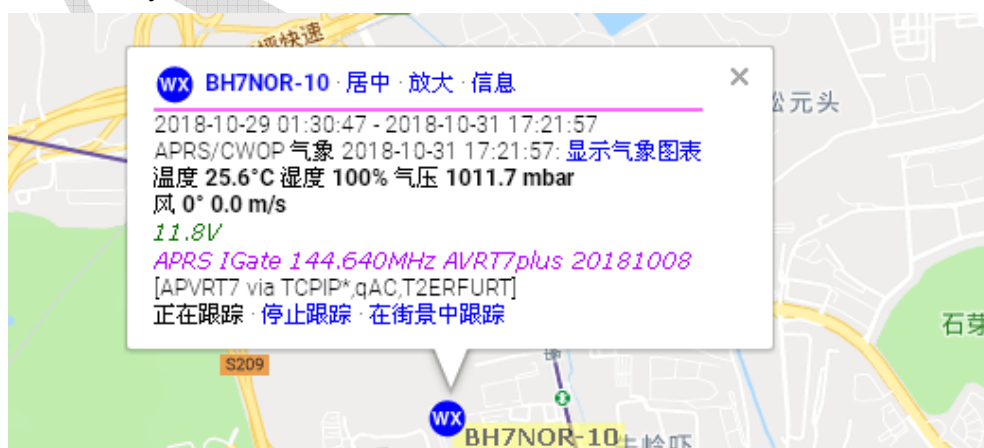 坪快速
WX BH7NOR-10 · 居中 · 放大 · 信息 ×
松元头
2018-10-29 01:30:47 - 2018-10-31 17:21:57
APRS/CWOP 气象 2018-10-31 17:21:57: 显示气象图表
温度 25.6°C 湿度 100% 气压 1011.7 mbar
风 0° 0.0 m/s
11.8V
APRS IGate 144.640MHz AVRT7plus 20181008
[APVRT7 via TCPIP*,qAC,T2ERFURT]
正在跟踪 · 停止跟踪 · 在街景中跟踪
石芽
S209
WX
BH7NOR-10